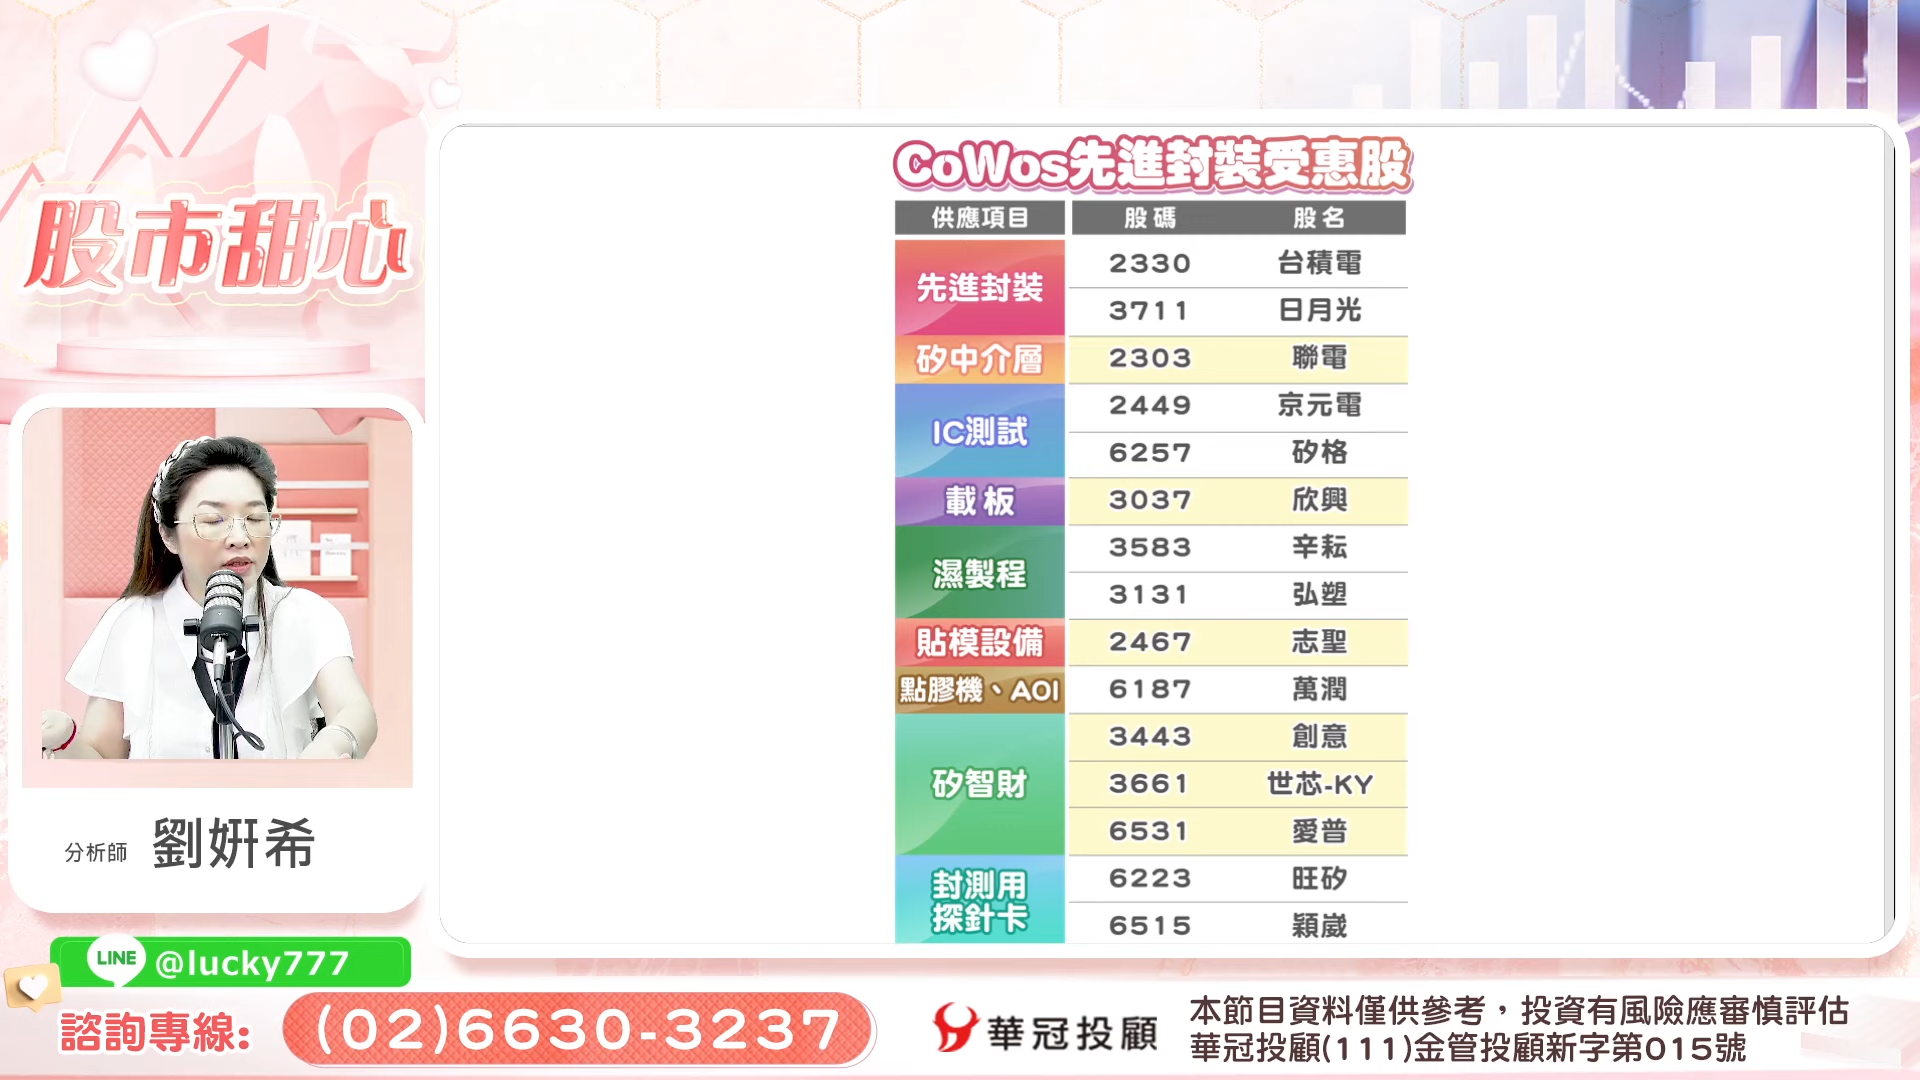 股市甜心
分析師 劉妍希
LINE @lucky777
CoWos先進封裝受惠股
供應項目 股碼 股名
先進封裝 2330 台積電
3711 日月光
矽中介層 2303 聯電
IC測試 2449 京元電
6257 矽格
載板 3037 欣興
濕製程 3583 辛耘
3131 弘塑
貼模設備 2467 志聖
點膠機、AOI 6187 萬潤
矽智財 3443 創意
3661 世芯-KY
6531 愛普
封測用
探針卡 6223 旺矽
6515 穎崴
諮詢專線: (02)6630-3237
華冠投顧
本節目資料僅供參考，投資有風險應審慎評估
華冠投顧(111)金管投顧新字第015號